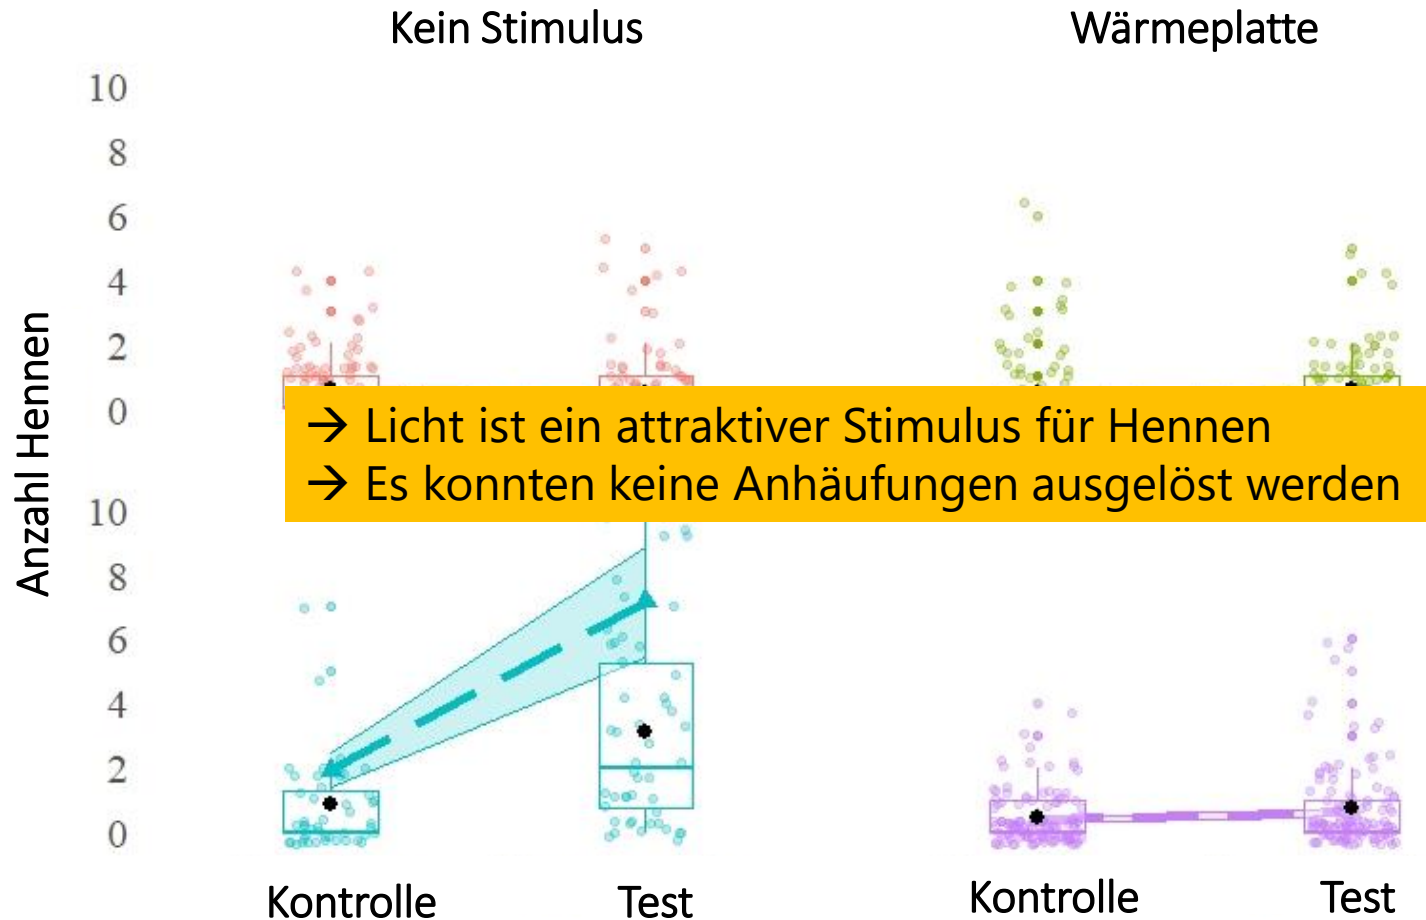 Kein Stimulus
Wärmeplatte
Anzahl Hennen
10
8
6
4
2
0
→ Licht ist ein attraktiver Stimulus für Hennen
→ Es konnten keine Anhäufungen ausgelöst werden
10
8
6
4
2
0
Kontrolle
Test
Kontrolle
Test